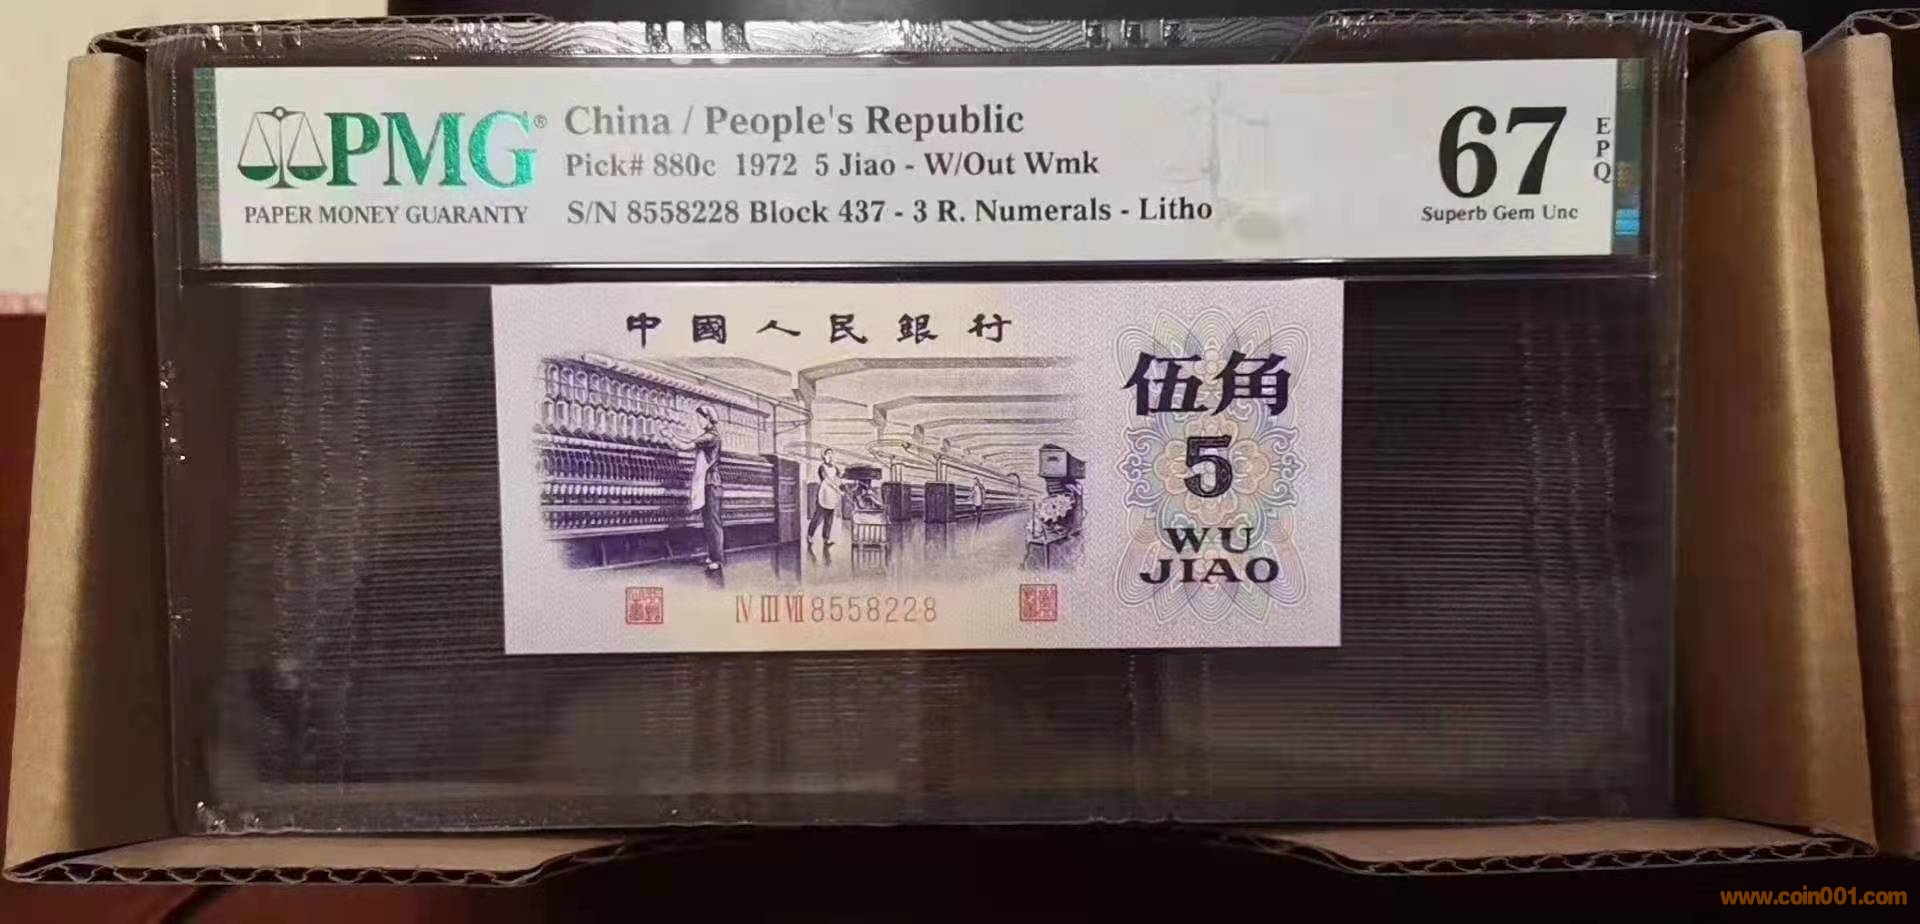 PMG®
PAPER MONEY GUARANTY
China / People's Republic
Pick# 880c 1972 5 Jiao - W/Out Wmk
S/N 8558228 Block 437 - 3 R. Numerals - Litho
67
EPQ
Superb Gem Unc
中國人民銀行
伍角
5
WU
JIAO
Ⅳ Ⅲ Ⅶ 8558228
www.coin001.com